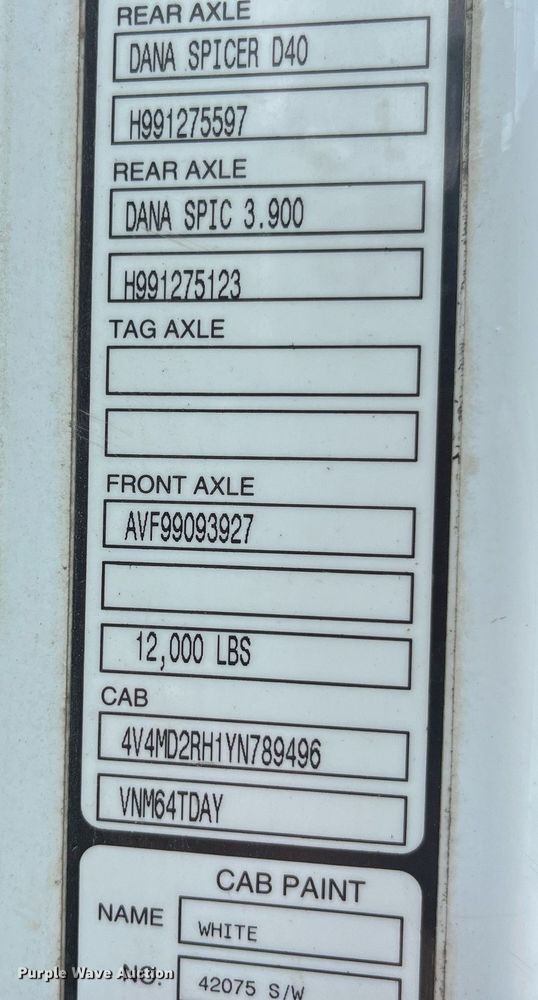 REAR AXLE
DANA SPICER D40
H991275597
REAR AXLE
DANA SPIC 3.900
H991275123
TAG AXLE
FRONT AXLE
AVF99093927
12,000 LBS
CAB
4V4MD2RH1YN789496
VNM64TDAY
CAB PAINT
NAME WHITE
NO. 42075 S/W
Purple Wave Auction